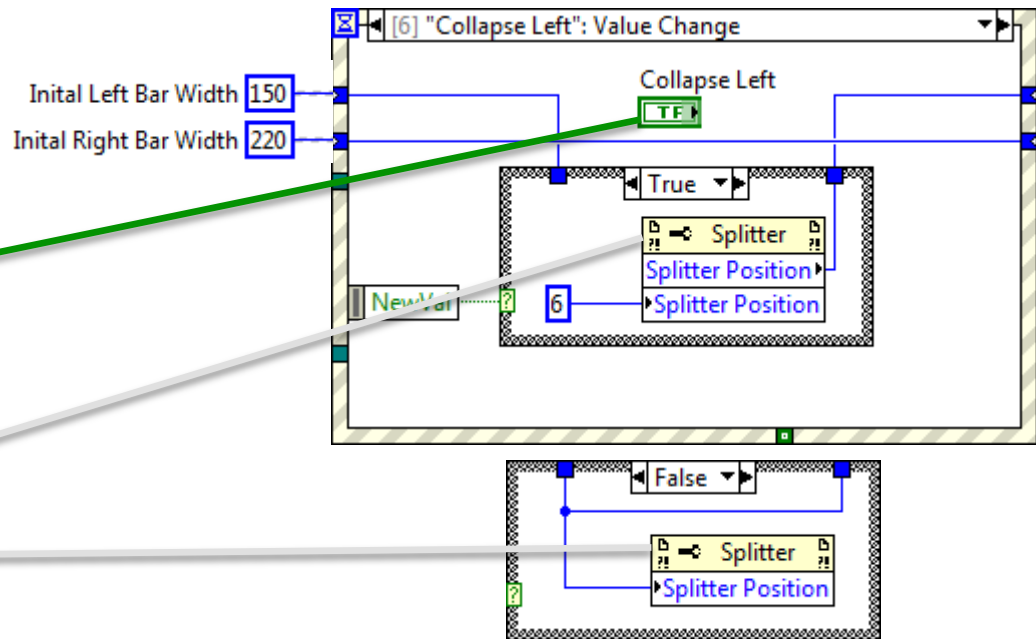 [6] "Collapse Left": Value Change
Inital Left Bar Width 150
Collapse Left
TF
Inital Right Bar Width 220
True
?! Splitter ?!
Splitter Position
NewVal
?
6
Splitter Position
False
?! Splitter ?!
Splitter Position
?